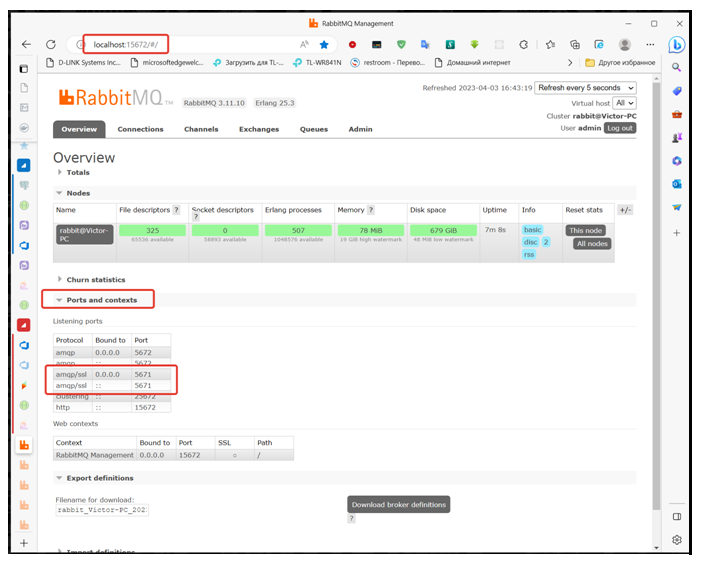 RabbitMQ Management
localhost:15672/#/
D-LINK Systems Inc... microsoftedgewelc... Загрузить для TL-... TL-WR841N restroom - Перево... Домашний интернет Другое избранное
RabbitMQ TM RabbitMQ 3.11.10 Erlang 25.3
Refreshed 2023-04-03 16:43:19 Refresh every 5 seconds
Virtual host All
Cluster rabbit@Victor-PC
User admin Log out
Overview Connections Channels Exchanges Queues Admin
Overview
Totals
Nodes
Name File descriptors ? Socket descriptors ? Erlang processes Memory ? Disk space Uptime Info Reset stats +/-
rabbit@Victor-PC 325 0 507 78 MiB 679 GiB 7m 8s basic This node
65536 available 58893 available 1048576 available 19 GiB high watermark 48 MiB low watermark disc 2 All nodes
rss
Churn statistics
Ports and contexts
Listening ports
Protocol Bound to Port
amqp 0.0.0.0 5672
amqp :: 5672
amqp/ssl 0.0.0.0 5671
amqp/ssl :: 5671
clustering :: 25672
http :: 15672
Web contexts
Context Bound to Port SSL Path
RabbitMQ Management 0.0.0.0 15672 ○ /
Export definitions
Filename for download:
rabbit_Victor-PC_202
Download broker definitions
?
Import definitions